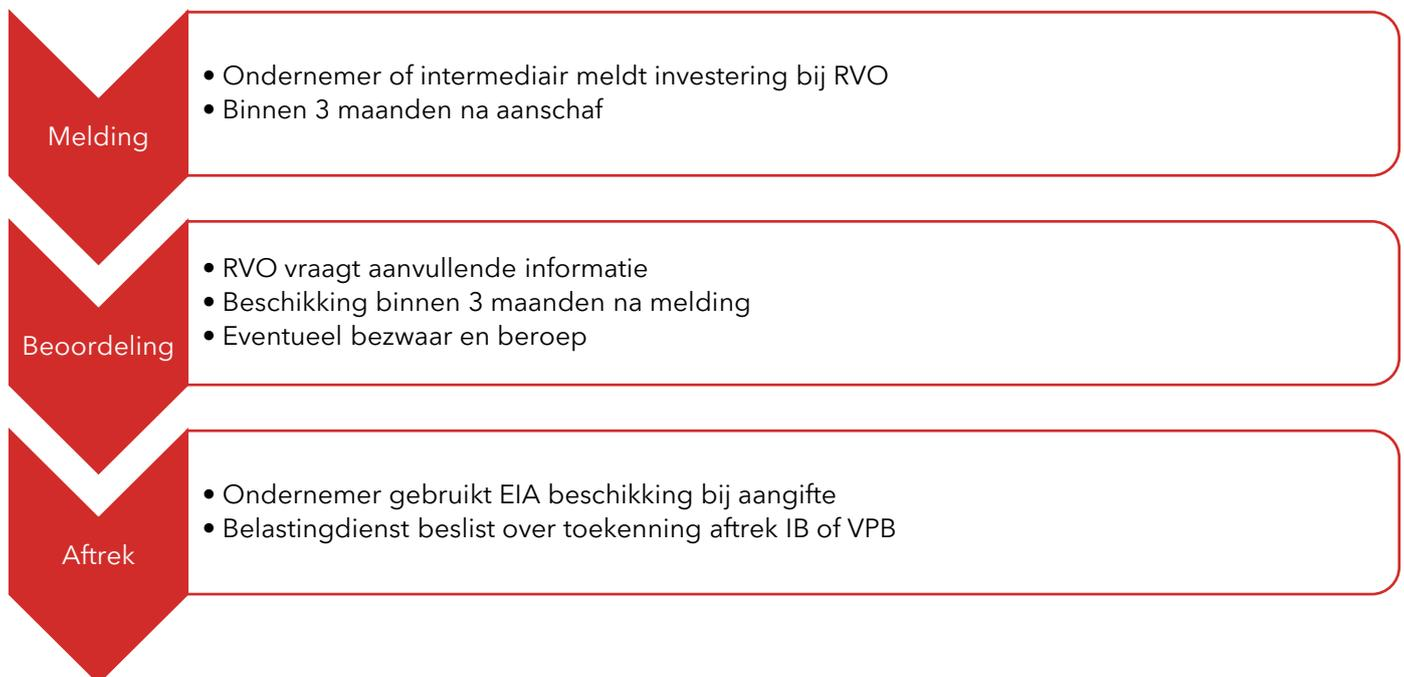 Melding
• Ondernemer of intermediair meldt investering bij RVO
• Binnen 3 maanden na aanschaf
Beoordeling
• RVO vraagt aanvullende informatie
• Beschikking binnen 3 maanden na melding
• Eventueel bezwaar en beroep
Aftrek
• Ondernemer gebruikt EIA beschikking bij aangifte
• Belastingdienst beslist over toekenning aftrek IB of VPB